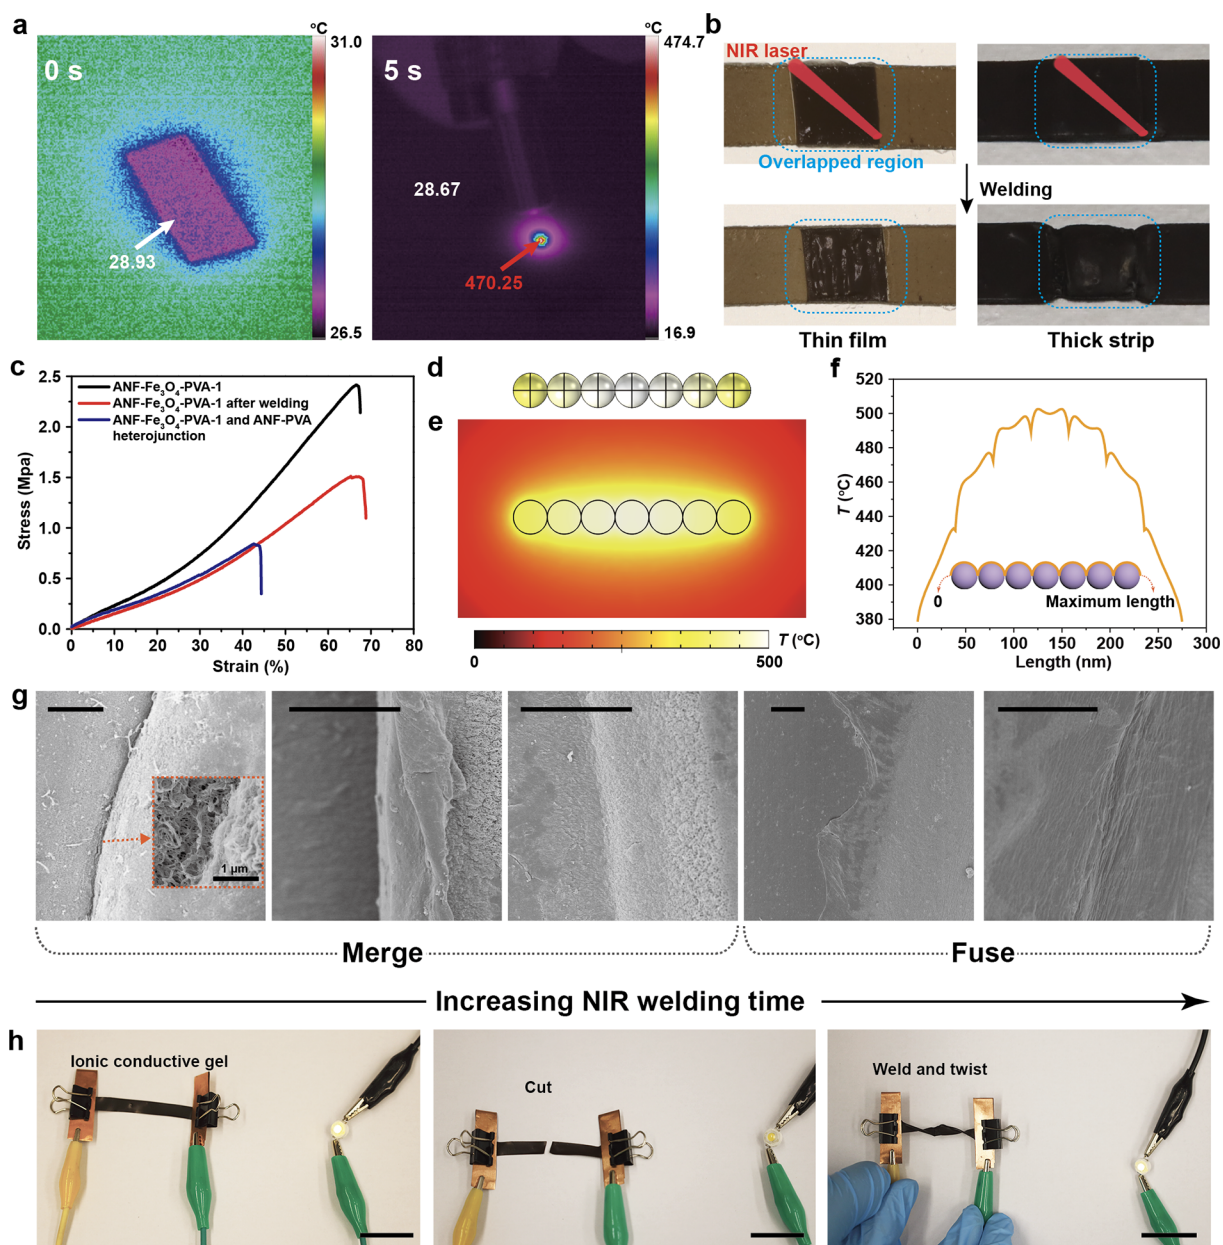 a
°C
31.0
0 s
28.93
26.5
°C
474.7
5 s
28.67
470.25
16.9
b
NIR laser
Overlapped region
Welding
Thin film
Thick strip
c
Stress (Mpa)
2.5
2.0
1.5
1.0
0.5
0.0
ANF-Fe₃O₄-PVA-1
ANF-Fe₃O₄-PVA-1 after welding
ANF-Fe₃O₄-PVA-1 and ANF-PVA
heterojunction
0 10 20 30 40 50 60 70 80
Strain (%)
d
e
T (°C)
0
500
f
T (°C)
520
500
480
460
440
420
400
380
0
Maximum length
0 50 100 150 200 250 300
Length (nm)
g
1 μm
Merge
Fuse
Increasing NIR welding time
h
Ionic conductive gel
Cut
Weld and twist